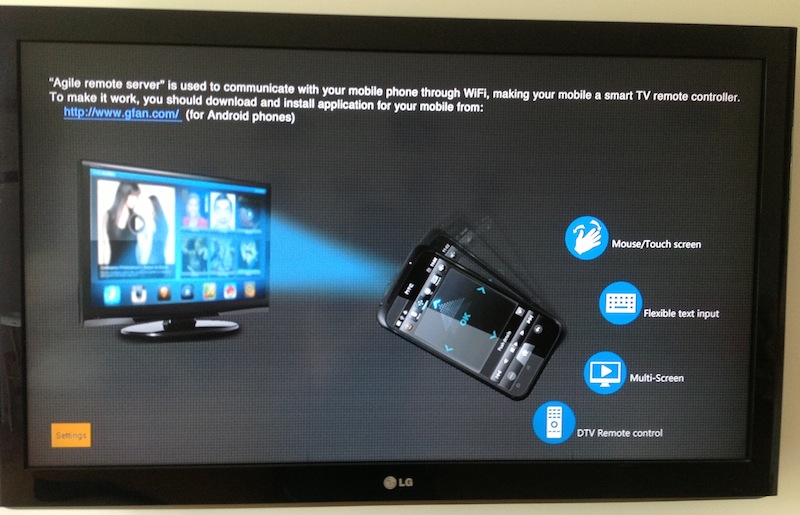 “Agile remote server” is used to communicate with your mobile phone through WiFi, making your mobile a smart TV remote controller.
To make it work, you should download and install application for your mobile from:
http://www.gfan.com/ (for Android phones)
Mouse/Touch screen
hTC
OK
Flexible text input
Multi-Screen
DTV Remote control
Settings
LG